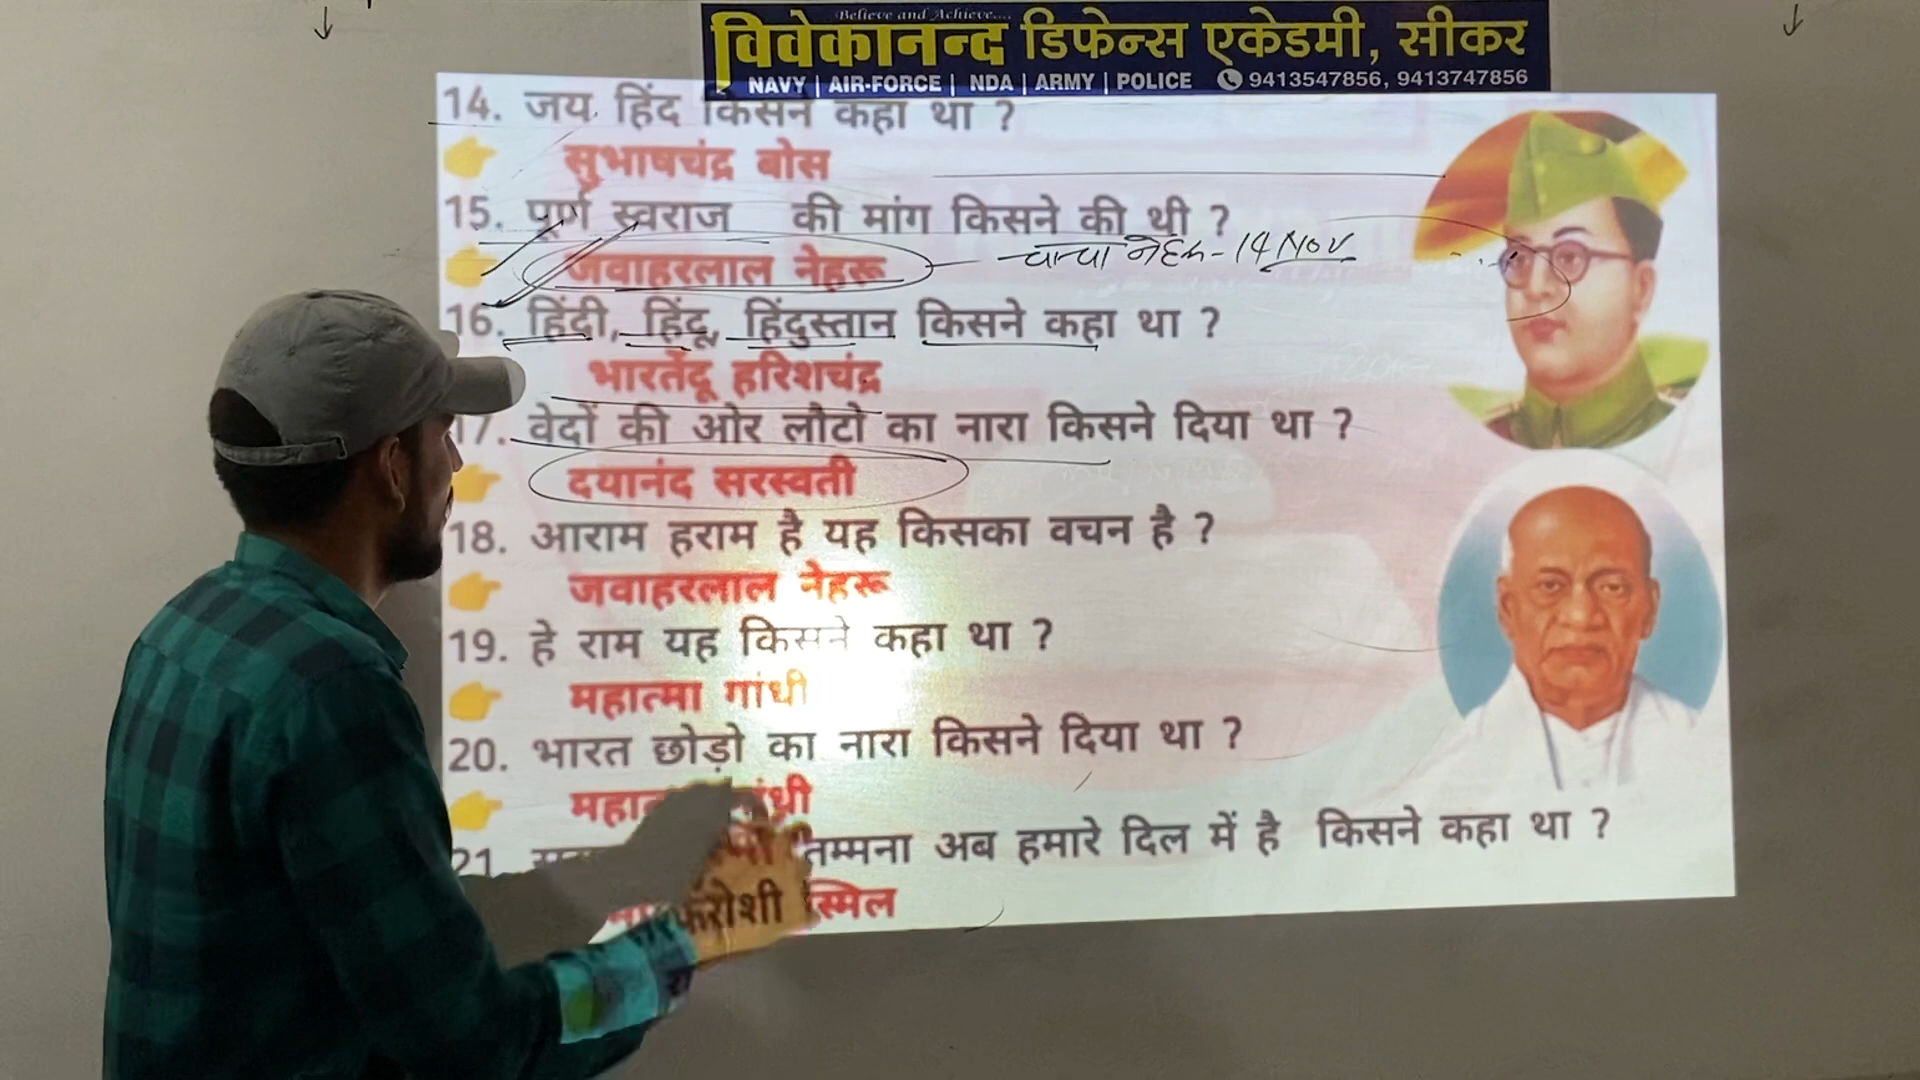 Believe and Achieve...
विवेकानन्द डिफेन्स एकेडमी, सीकर
NAVY | AIR-FORCE | NDA | ARMY | POLICE 9413547856, 9413747856
14. जय हिंद किसने कहा था ?
सुभाषचंद्र बोस
15. पूर्ण स्वराज की मांग किसने की थी ?
जवाहरलाल नेहरू - चाचा नेहरू - 14 Nov
16. हिंदी, हिंदू, हिंदुस्तान किसने कहा था ?
भारतेंदू हरिशचंद्र
17. वेदों की ओर लौटो का नारा किसने दिया था ?
दयानंद सरस्वती
18. आराम हराम है यह किसका वचन है ?
जवाहरलाल नेहरू
19. हे राम यह किसने कहा था ?
महात्मा गांधी
20. भारत छोड़ो का नारा किसने दिया था ?
21 तम्मना अब हमारे दिल में है किसने कहा था ?